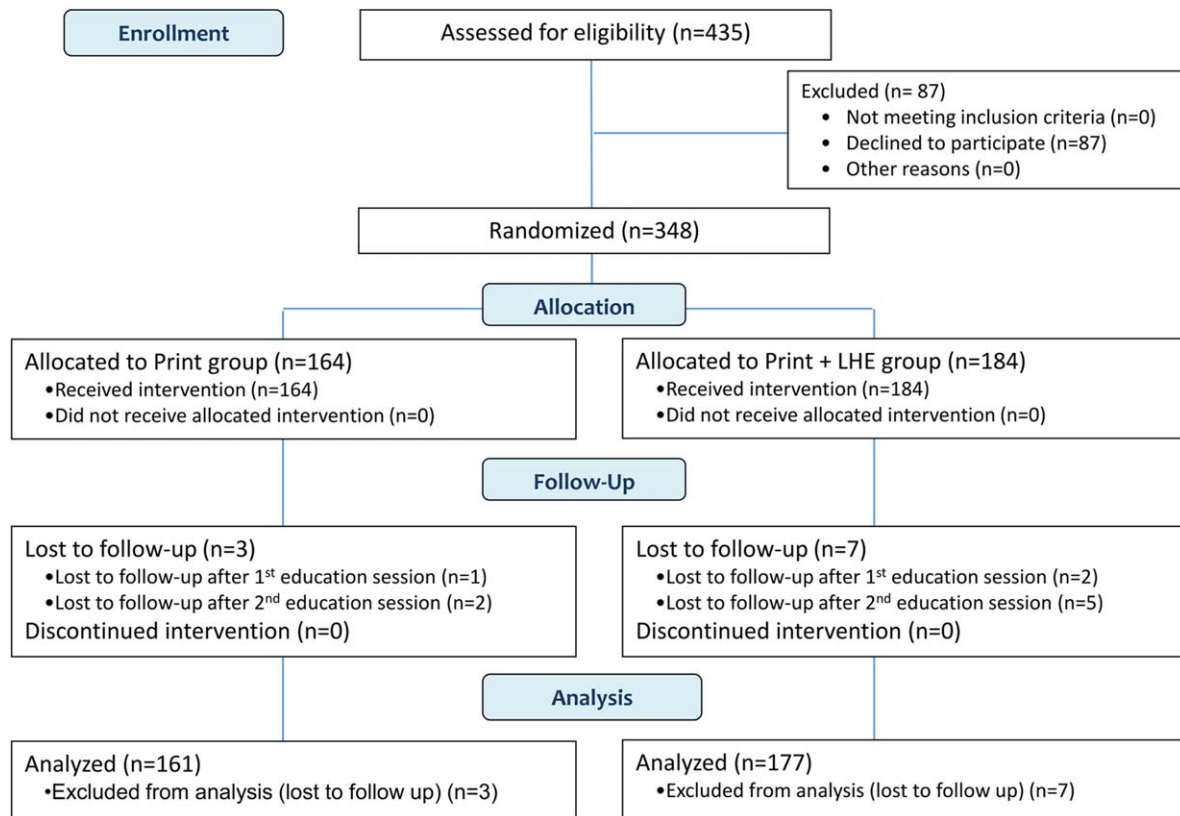 Enrollment
Assessed for eligibility (n=435)
Excluded (n= 87)
• Not meeting inclusion criteria (n=0)
• Declined to participate (n=87)
• Other reasons (n=0)
Randomized (n=348)
Allocation
Allocated to Print group (n=164)
•Received intervention (n=164)
•Did not receive allocated intervention (n=0)
Allocated to Print + LHE group (n=184)
•Received intervention (n=184)
•Did not receive allocated intervention (n=0)
Follow-Up
Lost to follow-up (n=3)
•Lost to follow-up after 1st education session (n=1)
•Lost to follow-up after 2nd education session (n=2)
Discontinued intervention (n=0)
Lost to follow-up (n=7)
•Lost to follow-up after 1st education session (n=2)
•Lost to follow-up after 2nd education session (n=5)
Discontinued intervention (n=0)
Analysis
Analyzed (n=161)
•Excluded from analysis (lost to follow up) (n=3)
Analyzed (n=177)
•Excluded from analysis (lost to follow up) (n=7)